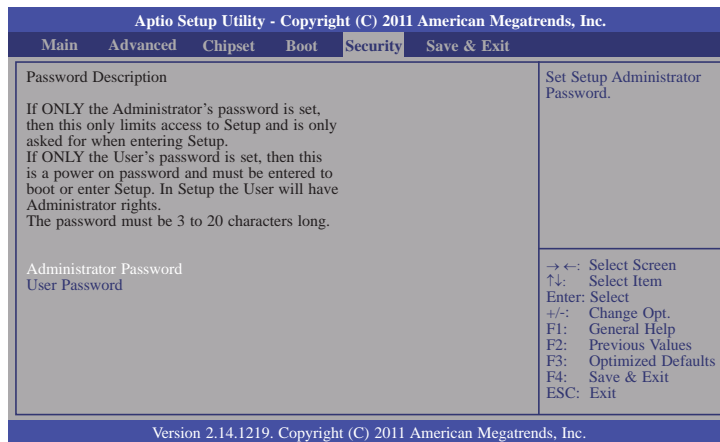 Aptio Setup Utility - Copyright (C) 2011 American Megatrends, Inc.
Main Advanced Chipset Boot Security Save & Exit
Password Description
If ONLY the Administrator's password is set,
then this only limits access to Setup and is only
asked for when entering Setup.
If ONLY the User's password is set, then this
is a power on password and must be entered to
boot or enter Setup. In Setup the User will have
Administrator rights.
The password must be 3 to 20 characters long.
Administrator Password
User Password
Set Setup Administrator
Password.
→ ←: Select Screen
↑↓: Select Item
Enter: Select
+/-: Change Opt.
F1: General Help
F2: Previous Values
F3: Optimized Defaults
F4: Save & Exit
ESC: Exit
Version 2.14.1219. Copyright (C) 2011 American Megatrends, Inc.